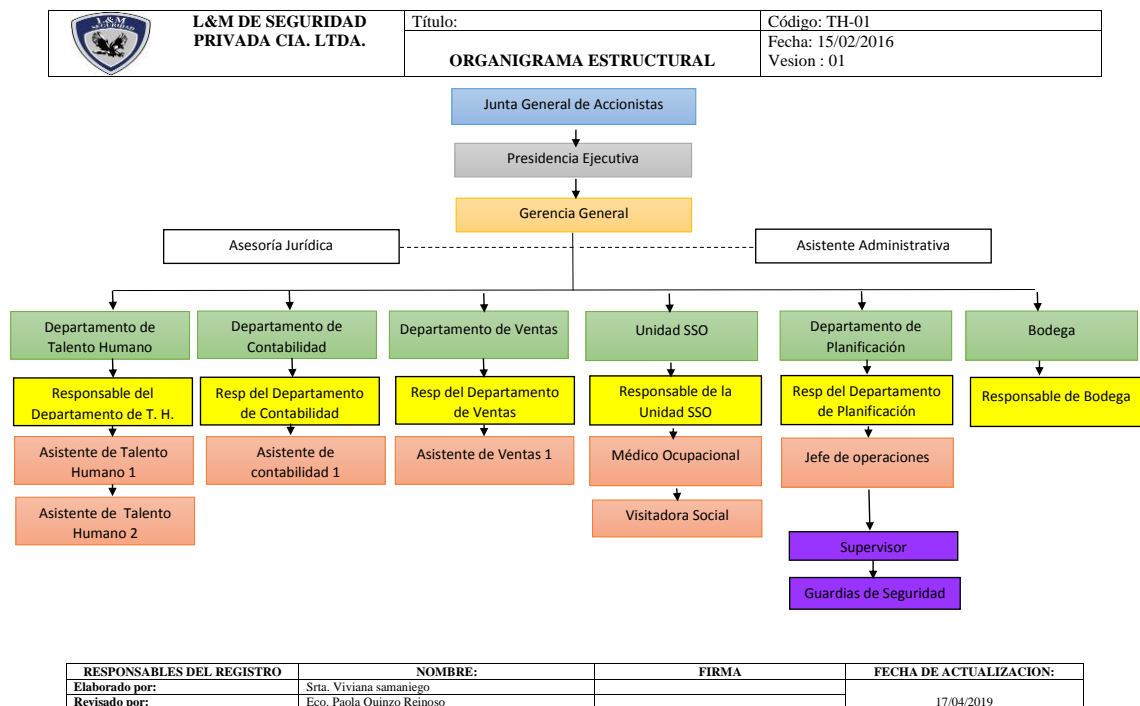 L&M
SEGURIDAD
L&M DE SEGURIDAD
PRIVADA CIA. LTDA.
Título:
ORGANIGRAMA ESTRUCTURAL
Código: TH-01
Fecha: 15/02/2016
Vesion : 01
Junta General de Accionistas
Presidencia Ejecutiva
Gerencia General
Asesoría Jurídica
Asistente Administrativa
Departamento de
Talento Humano
Departamento de
Contabilidad
Departamento de Ventas
Unidad SSO
Departamento de
Planificación
Bodega
Responsable del
Departamento de T. H.
Resp del Departamento
de Contabilidad
Resp del Departamento
de Ventas
Responsable de la
Unidad SSO
Resp del Departamento
de Planificación
Responsable de Bodega
Asistente de Talento
Humano 1
Asistente de
contabilidad 1
Asistente de Ventas 1
Médico Ocupacional
Jefe de operaciones
Asistente de Talento
Humano 2
Visitadora Social
Supervisor
Guardias de Seguridad
RESPONSABLES DEL REGISTRO
NOMBRE:
FIRMA
FECHA DE ACTUALIZACION:
Elaborado por:
Srta. Viviana samaniego
Revisado por:
Eco. Paola Quinzo Reinoso
17/04/2019